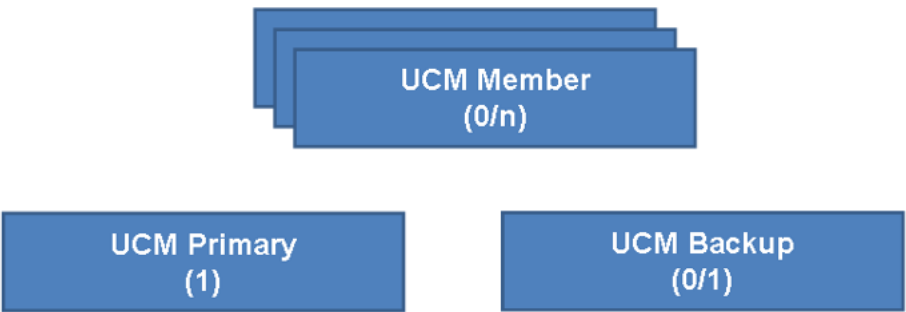 UCM Member
(0/n)
UCM Primary
(1)
UCM Backup
(0/1)